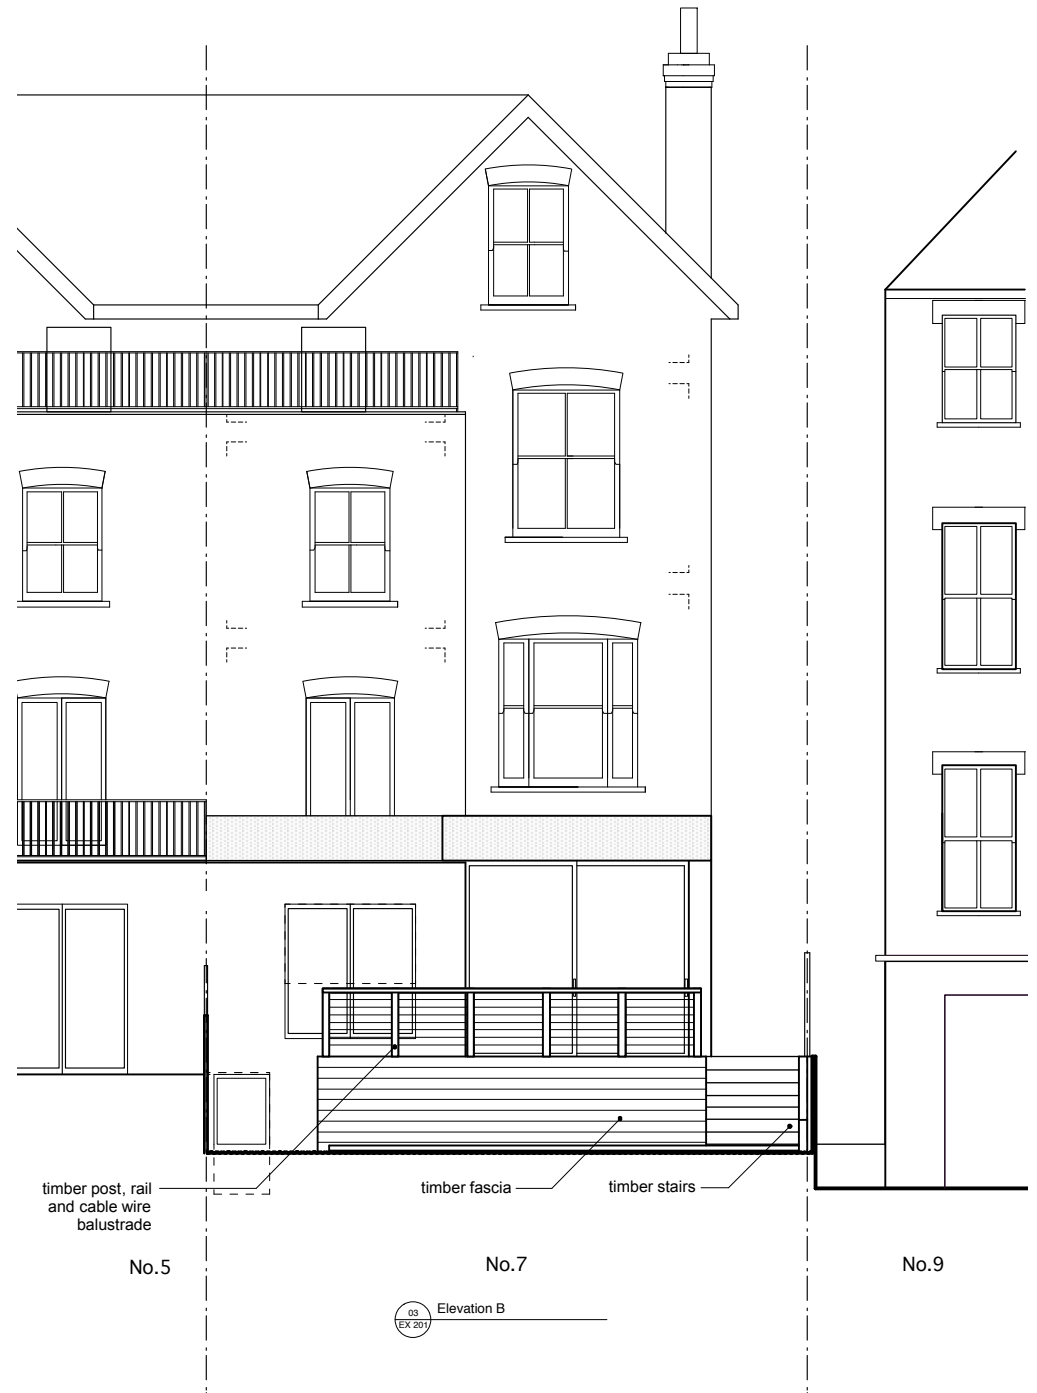 timber post, rail
and cable wire
balustrade
timber fascia
timber stairs
No.5
No.7
No.9
03
EX 201
Elevation B